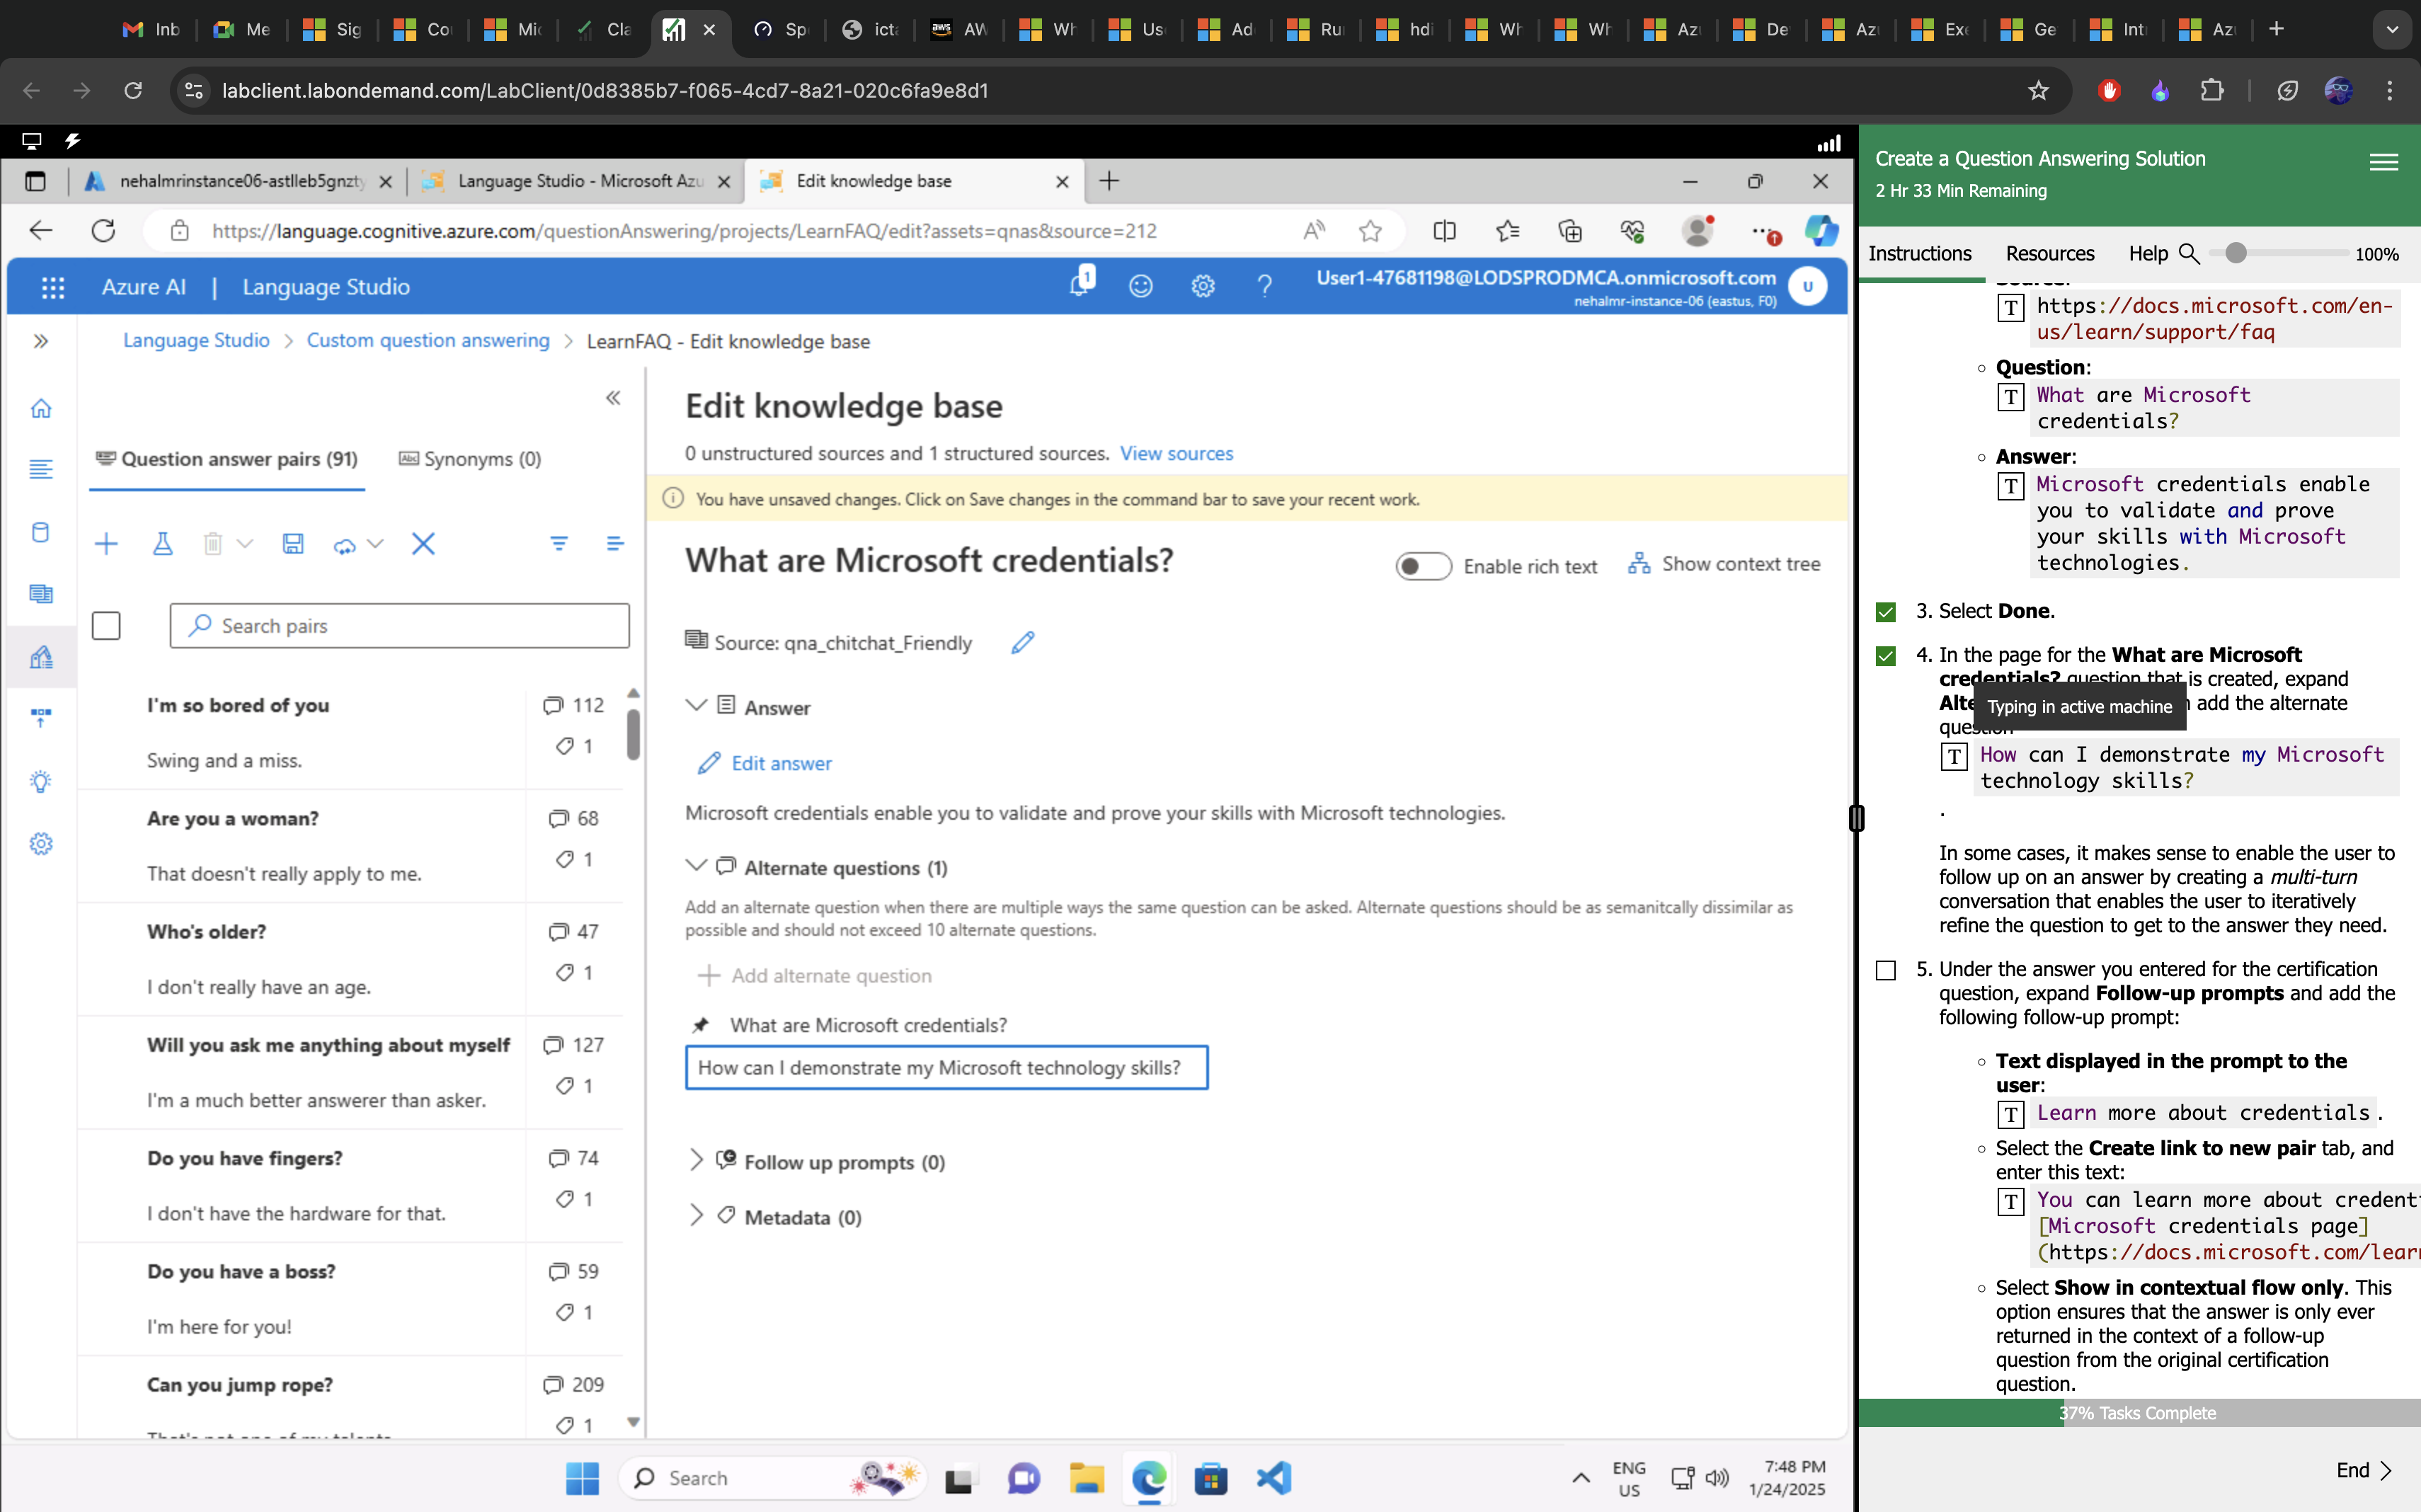 Inb
Me
Sig
Co
Mic
Cla
Sp
icta
AW
Wh
Us
Ad
Ru
hdi
Wh
Wh
Azu
De
Az
Exe
Ge
Int
Az
labclient.labondemand.com/LabClient/0d8385b7-f065-4cd7-8a21-020c6fa9e8d1
nehalmrinstance06-astlleb5gnzty
Language Studio - Microsoft Azu
Edit knowledge base
https://language.cognitive.azure.com/questionAnswering/projects/LearnFAQ/edit?assets=qnas&source=212
Azure AI | Language Studio
1
User1-47681198@LODSPRODMCA.onmicrosoft.com
nehalmr-instance-06 (eastus, F0)
U
Language Studio > Custom question answering > LearnFAQ - Edit knowledge base
Question answer pairs (91)
Abc Synonyms (0)
Search pairs
I'm so bored of you
112
1
Swing and a miss.
Are you a woman?
68
1
That doesn't really apply to me.
Who's older?
47
1
I don't really have an age.
Will you ask me anything about myself
127
1
I'm a much better answerer than asker.
Do you have fingers?
74
1
I don't have the hardware for that.
Do you have a boss?
59
1
I'm here for you!
Can you jump rope?
209
1
Edit knowledge base
0 unstructured sources and 1 structured sources. View sources
You have unsaved changes. Click on Save changes in the command bar to save your recent work.
What are Microsoft credentials?
Enable rich text
Show context tree
Source: qna_chitchat_Friendly
Answer
Edit answer
Microsoft credentials enable you to validate and prove your skills with Microsoft technologies.
Alternate questions (1)
Add an alternate question when there are multiple ways the same question can be asked. Alternate questions should be as semanitcally dissimilar as
possible and should not exceed 10 alternate questions.
Add alternate question
What are Microsoft credentials?
How can I demonstrate my Microsoft technology skills?
Follow up prompts (0)
Metadata (0)
Search
ENG
US
7:48 PM
1/24/2025
Create a Question Answering Solution
2 Hr 33 Min Remaining
Instructions
Resources
Help
100%
Source:
T https://docs.microsoft.com/en-
us/learn/support/faq
Question:
T What are Microsoft
credentials?
Answer:
T Microsoft credentials enable
you to validate and prove
your skills with Microsoft
technologies.
3. Select Done.
4. In the page for the What are Microsoft
credentials? question that is created, expand
Alte
add the alternate
question
Typing in active machine
T How can I demonstrate my Microsoft
technology skills?
.
In some cases, it makes sense to enable the user to
follow up on an answer by creating a multi-turn
conversation that enables the user to iteratively
refine the question to get to the answer they need.
5. Under the answer you entered for the certification
question, expand Follow-up prompts and add the
following follow-up prompt:
Text displayed in the prompt to the
user:
T Learn more about credentials.
Select the Create link to new pair tab, and
enter this text:
T You can learn more about credent
[Microsoft credentials page]
(https://docs.microsoft.com/lear
Select Show in contextual flow only. This
option ensures that the answer is only ever
returned in the context of a follow-up
question from the original certification
question.
37% Tasks Complete
End